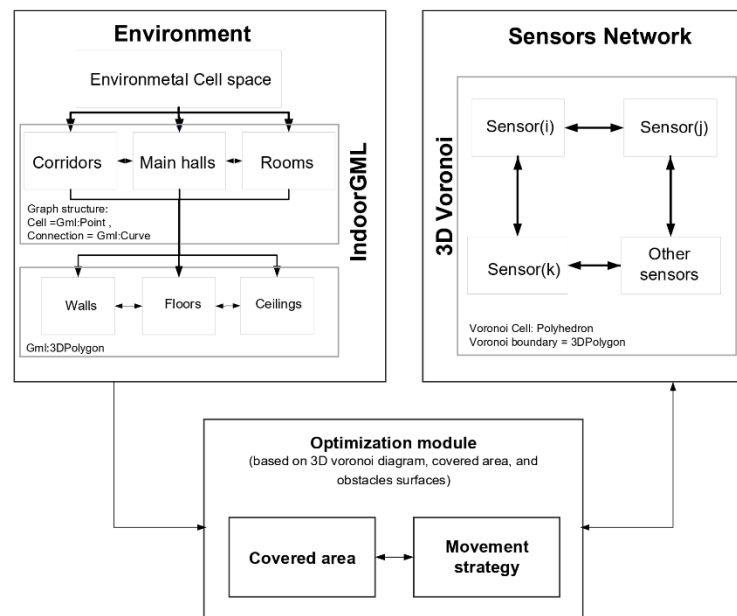 Environment
Environmetal Cell space
Corridors
Main halls
Rooms
Graph structure:
Cell =Gml:Point ,
Connection = Gml:Curve
Walls
Floors
Ceilings
Gml:3DPolygon
IndoorGML
Sensors Network
3D Voronoi
Sensor(i)
Sensor(j)
Sensor(k)
Other
sensors
Voronoi Cell: Polyhedron
Voronoi boundary = 3DPolygon
Optimization module
(based on 3D voronoi diagram, covered area, and
obstacles surfaces)
Covered area
Movement
strategy